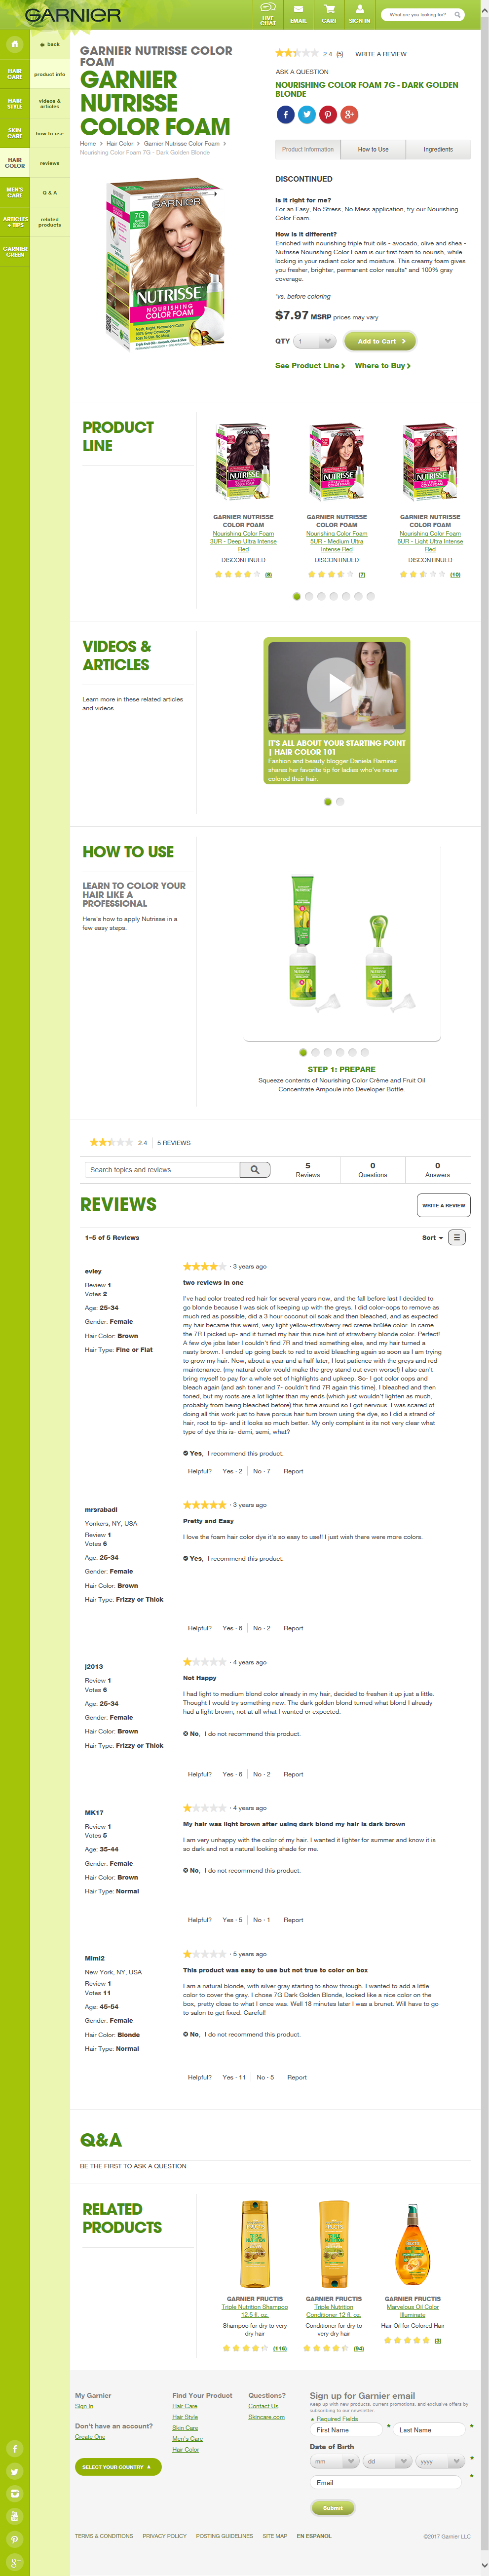 GARNIER
LIVE CHAT
EMAIL
CART
SIGN IN
What are you looking for?
back
product info
videos & articles
how to use
reviews
Q & A
related products
HAIR CARE
HAIR STYLE
SKIN CARE
HAIR COLOR
MEN'S CARE
ARTICLES + TIPS
GARNIER GREEN
GARNIER NUTRISSE COLOR
FOAM
GARNIER
NUTRISSE
COLOR FOAM
Home > Hair Color > Garnier Nutrisse Color Foam >
Nourishing Color Foam 7G - Dark Golden Blonde
7G
GARNIER
NUTRISSE
NOURISHING
COLOR FOAM
2.4 (5) WRITE A REVIEW
ASK A QUESTION
NOURISHING COLOR FOAM 7G - DARK GOLDEN
BLONDE
Product Information
How to Use
Ingredients
DISCONTINUED
Is it right for me?
For an Easy, No Stress, No Mess application, try our Nourishing
Color Foam.
How is it different?
Enriched with nourishing triple fruit oils - avocado, olive and shea -
Nutrisse Nourishing Color Foam is our first foam to nourish, while
locking in your radiant color and moisture. This creamy foam gives
you fresher, brighter, permanent color results* and 100% gray
coverage.
*vs. before coloring
$7.97 MSRP prices may vary
QTY 1 Add to Cart
See Product Line Where to Buy
PRODUCT
LINE
GARNIER NUTRISSE
COLOR FOAM
Nourishing Color Foam
3UR - Deep Ultra Intense
Red
DISCONTINUED
(8)
GARNIER NUTRISSE
COLOR FOAM
Nourishing Color Foam
5UR - Medium Ultra
Intense Red
DISCONTINUED
(7)
GARNIER NUTRISSE
COLOR FOAM
Nourishing Color Foam
6UR - Light Ultra Intense
Red
DISCONTINUED
(10)
VIDEOS &
ARTICLES
Learn more in these related articles
and videos.
IT'S ALL ABOUT YOUR STARTING POINT
| HAIR COLOR 101
Fashion and beauty blogger Daniela Ramirez
shares her favorite tip for ladies who've never
colored their hair.
HOW TO USE
LEARN TO COLOR YOUR
HAIR LIKE A
PROFESSIONAL
Here's how to apply Nutrisse in a
few easy steps.
STEP 1: PREPARE
Squeeze contents of Nourishing Color Crème and Fruit Oil
Concentrate Ampoule into Developer Bottle.
2.4 5 REVIEWS
Search topics and reviews
5
Reviews
0
Questions
0
Answers
REVIEWS
WRITE A REVIEW
1–5 of 5 Reviews
Sort
evley
Review 1
Votes 2
Age: 25-34
Gender: Female
Hair Color: Brown
Hair Type: Fine or Flat
· 3 years ago
two reviews in one
I've had color treated red hair for several years now, and the fall before last I decided to
go blonde because I was sick of keeping up with the greys. I did color-oops to remove as
much red as possible, did a 3 hour coconut oil soak and then bleached, and as expected
my hair became this weird, very light yellow-strawberry red creme brûlée color. In came
the 7R I picked up- and it turned my hair this nice hint of strawberry blonde color. Perfect!
A few dye jobs later I couldn't find 7R and tried something else, and my hair turned a
nasty brown. I ended up going back to red to avoid bleaching again so soon as I am trying
to grow my hair. Now, about a year and a half later, I lost patience with the greys and red
maintenance. (my natural color would make the grey stand out even worse!) I also can't
bring myself to pay for a whole set of highlights and upkeep. So- I got color oops and
bleach again (and ash toner and 7- couldn't find 7R again this time). I bleached and then
toned, but my roots are a lot lighter than my ends (which just wouldn't lighten as much,
probably from being bleached before) this time around so I got nervous. I was scared of
doing all this work just to have porous hair turn umber brown using the dye, so I did a strand of
hair, root to tip- and it looks so much better. My only complaint is its not very clear what
type of dye this is- demi, semi, what?
Yes, I recommend this product.
Helpful? Yes · 2 No · 7 Report
mrsrabadi
Yonkers, NY, USA
Review 1
Votes 6
Age: 25-34
Gender: Female
Hair Color: Brown
Hair Type: Frizzy or Thick
· 3 years ago
Pretty and Easy
I love the foam hair color dye it's so easy to use!! I just wish there were more colors.
Yes, I recommend this product.
Helpful? Yes · 6 No · 2 Report
j2013
Review 1
Votes 6
Age: 25-34
Gender: Female
Hair Color: Brown
Hair Type: Frizzy or Thick
· 4 years ago
Not Happy
I had light to medium blond color already in my hair, decided to freshen it up just a little.
Thought I would try something new. The dark golden blond turned what blond I already
had a light brown, not at all what I wanted or expected.
No, I do not recommend this product.
Helpful? Yes · 6 No · 2 Report
MK17
Review 1
Votes 5
Age: 35-44
Gender: Female
Hair Color: Brown
Hair Type: Normal
· 4 years ago
My hair was light brown after using dark blond my hair is dark brown
I am very unhappy with the color of my hair. I wanted it lighter for summer and know it is
so dark and not a natural looking shade for me.
No, I do not recommend this product.
Helpful? Yes · 5 No · 1 Report
Mimi2
New York, NY, USA
Review 1
Votes 11
Age: 45-54
Gender: Female
Hair Color: Blonde
Hair Type: Normal
· 5 years ago
This product was easy to use but not true to color on box
I am a natural blonde, with silver gray starting to show through. I wanted to add a little
color to cover the gray. I chose 7G Dark Golden Blonde, looked like a nice color on the
box, pretty close to what I once was. Well 18 minutes later I was a brunet. Will have to go
to salon to get fixed. Careful!
No, I do not recommend this product.
Helpful? Yes · 11 No · 5 Report
Q&A
BE THE FIRST TO ASK A QUESTION
RELATED
PRODUCTS
GARNIER FRUCTIS
Triple Nutrition Shampoo
12.5 fl. oz.
Shampoo for dry to very
dry hair
(116)
GARNIER FRUCTIS
Triple Nutrition
Conditioner 12 fl. oz.
Conditioner for dry to
very dry hair
(94)
GARNIER FRUCTIS
Marvelous Oil Color
Illuminate
Hair Oil for Colored Hair
(3)
My Garnier
Sign In
Don't have an account?
Create One
SELECT YOUR COUNTRY
Find Your Product
Hair Care
Hair Style
Skin Care
Men's Care
Hair Color
Questions?
Contact Us
Skincare.com
Sign up for Garnier email
Keep up with new products, current promotions, and exclusive offers by
subscribing to our newsletter.
* Required Fields
First Name * Last Name *
Date of Birth
mm dd yyyy *
Email *
Submit
TERMS & CONDITIONS PRIVACY POLICY POSTING GUIDELINES SITE MAP EN ESPANOL
©2017 Garnier LLC